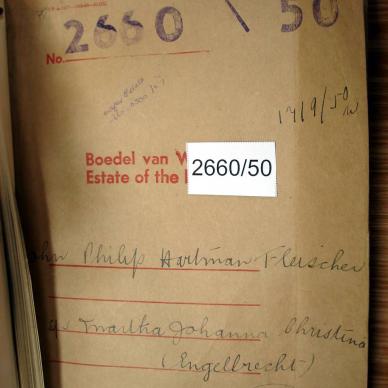 No. 2660 / 50
17/9/50
Boedel van
Estate of the
2660/50
John Philip Hartman Fleischer
Martha Johanna Christina
(Engelbrecht)